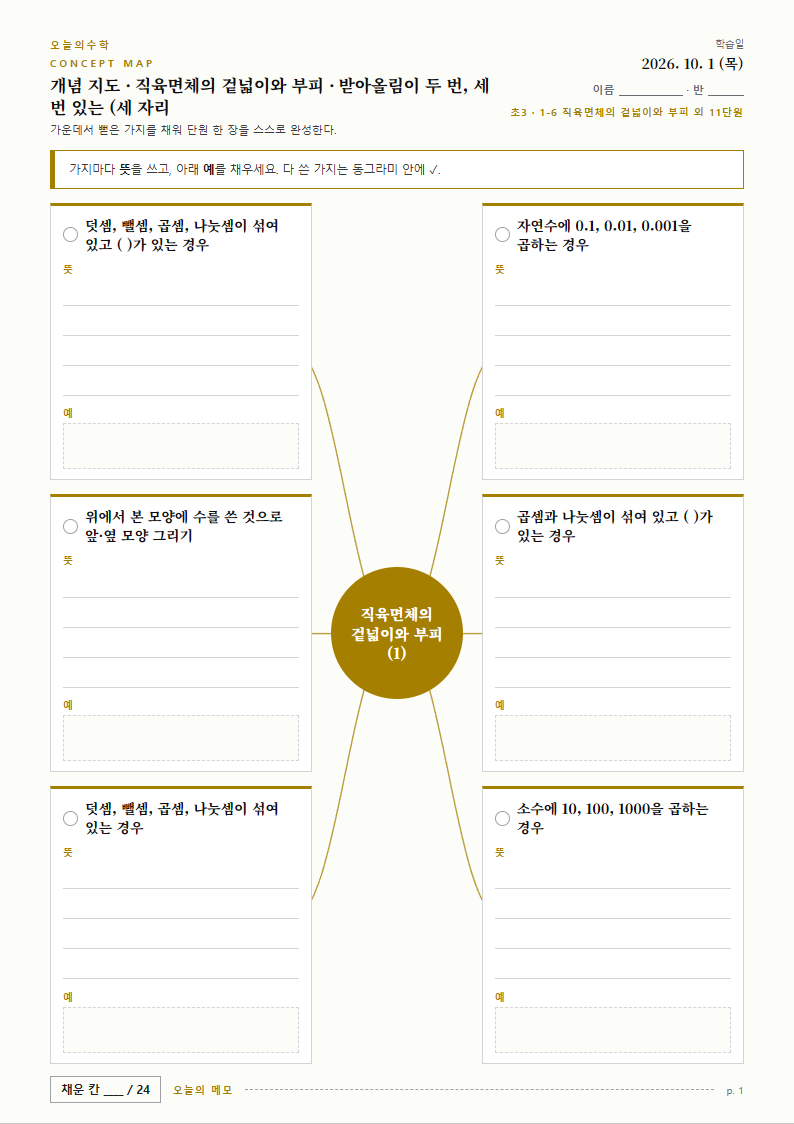 오늘의수학
CONCEPT MAP
개념 지도 · 직육면체의 겉넓이와 부피 · 받아올림이 두 번, 세
번 있는 (세 자리
가운데서 뻗은 가지를 채워 단원 한 장을 스스로 완성한다.
학습일
2026. 10. 1 (목)
이름 ________ · 반 ____
초3 · 1-6 직육면체의 겉넓이와 부피 외 11단원
가지마다 뜻을 쓰고, 아래 예를 채우세요. 다 쓴 가지는 동그라미 안에 ✓.
덧셈, 뺄셈, 곱셈, 나눗셈이 섞여
있고 ( )가 있는 경우
뜻
예
자연수에 0.1, 0.01, 0.001을
곱하는 경우
뜻
예
위에서 본 모양에 수를 쓴 것으로
앞·옆 모양 그리기
뜻
예
직육면체의
겉넓이와 부피
(1)
곱셈과 나눗셈이 섞여 있고 ( )가
있는 경우
뜻
예
덧셈, 뺄셈, 곱셈, 나눗셈이 섞여
있는 경우
뜻
예
소수에 10, 100, 1000을 곱하는
경우
뜻
예
채운 칸 ___ / 24
오늘의 메모
p. 1